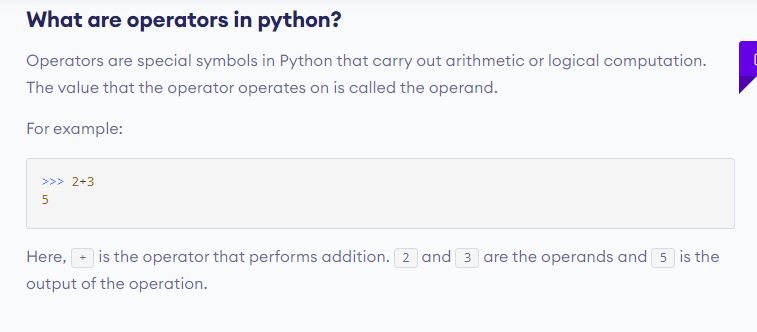 What are operators in python?
Operators are special symbols in Python that carry out arithmetic or logical computation.
The value that the operator operates on is called the operand.
For example:
>>> 2+3
5
Here, + is the operator that performs addition. 2 and 3 are the operands and 5 is the
output of the operation.